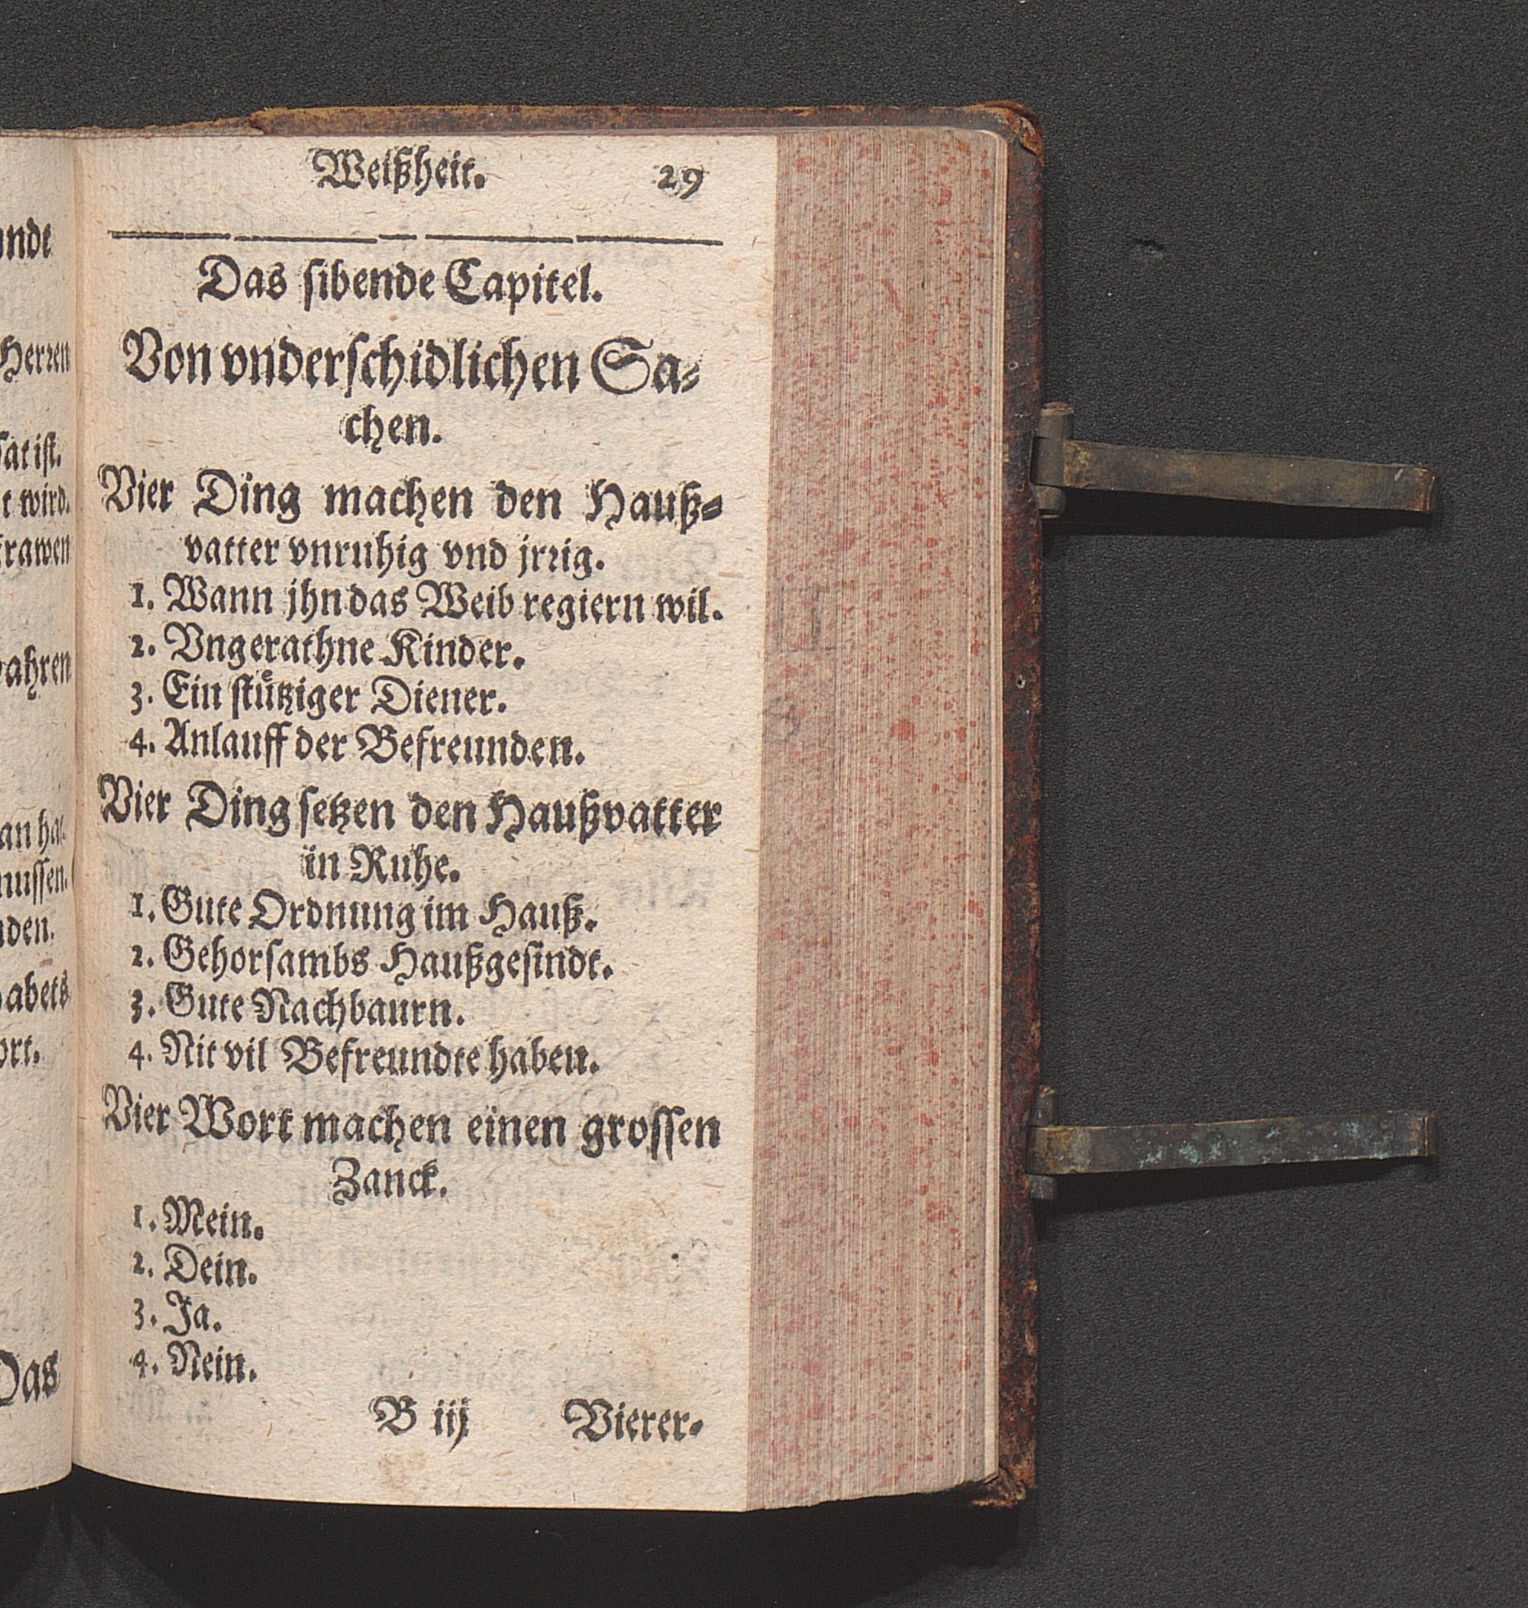 Weißheit. 29
Das sibende Capitel.
Von vnderschidlichen Sa-
chen.
Vier Ding machen den Hauß-
vatter vnruhig vnd jrrig.
1. Wann jhn das Weib regiern wil.
2. Vngerathne Kinder.
3. Ein stütziger Diener.
4. Anlauff der Befreunden.
Vier Ding setzen den Haußvatter
in Ruhe.
1. Gute Ordnung im Hauß.
2. Gehorsambs Haußgesindt.
3. Gute Nachbaurn.
4. Nit vil Befreundte haben.
Vier Wort machen einen grossen
Zanck.
1. Mein.
2. Dein.
3. Ja.
4. Nein.
B iij Vierer-